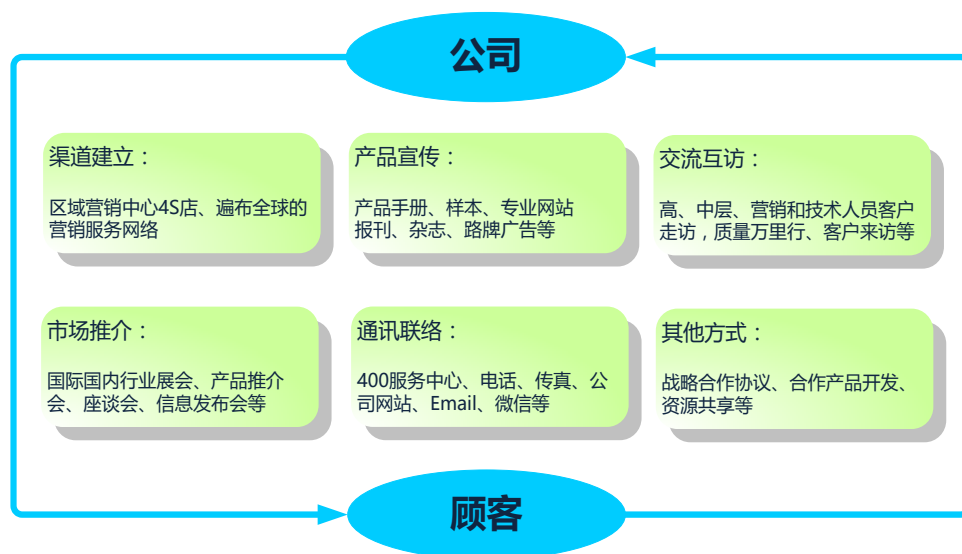 公司
渠道建立：
区域营销中心4S店、遍布全球的
营销服务网络
产品宣传：
产品手册、样本、专业网站
报刊、杂志、路牌广告等
交流互访：
高、中层、营销和技术人员客户
走访，质量万里行、客户来访等
市场推介：
国际国内行业展会、产品推介
会、座谈会、信息发布会等
通讯联络：
400服务中心、电话、传真、公
司网站、Email、微信等
其他方式：
战略合作协议、合作产品开发、
资源共享等
顾客